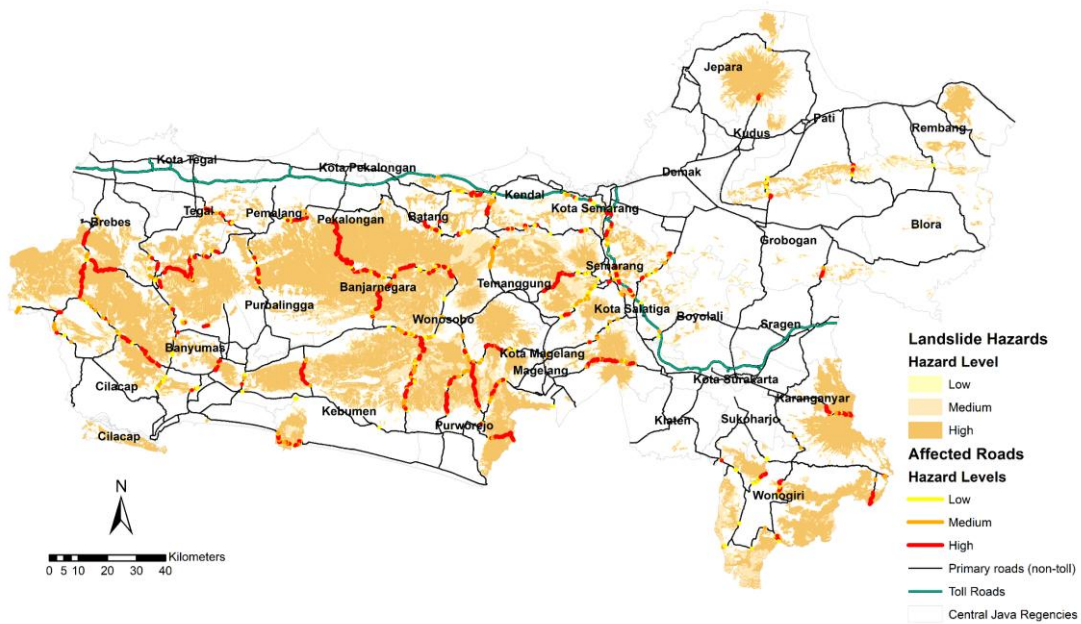 Jepara
Pati
Kudus
Rembang
Kota Tegal
Kota Pekalongan
Demak
Kendal
Kota Semarang
Tegal
Pemalang
Pekalongan
Batang
Brebes
Blora
Grobogan
Semarang
Temanggung
Banjarnegara
Purbalingga
Wonosobo
Kota Salatiga
Boyolali
Sragen
Banyumas
Kota Magelang
Magelang
Cilacap
Kota Surakarta
Karanganyar
Kebumen
Purworejo
Klaten
Sukoharjo
Cilacap
Wonogiri
N
Kilometers
0 5 10 20 30 40
Landslide Hazards
Hazard Level
Low
Medium
High
Affected Roads
Hazard Levels
Low
Medium
High
Primary roads (non-toll)
Toll Roads
Central Java Regencies